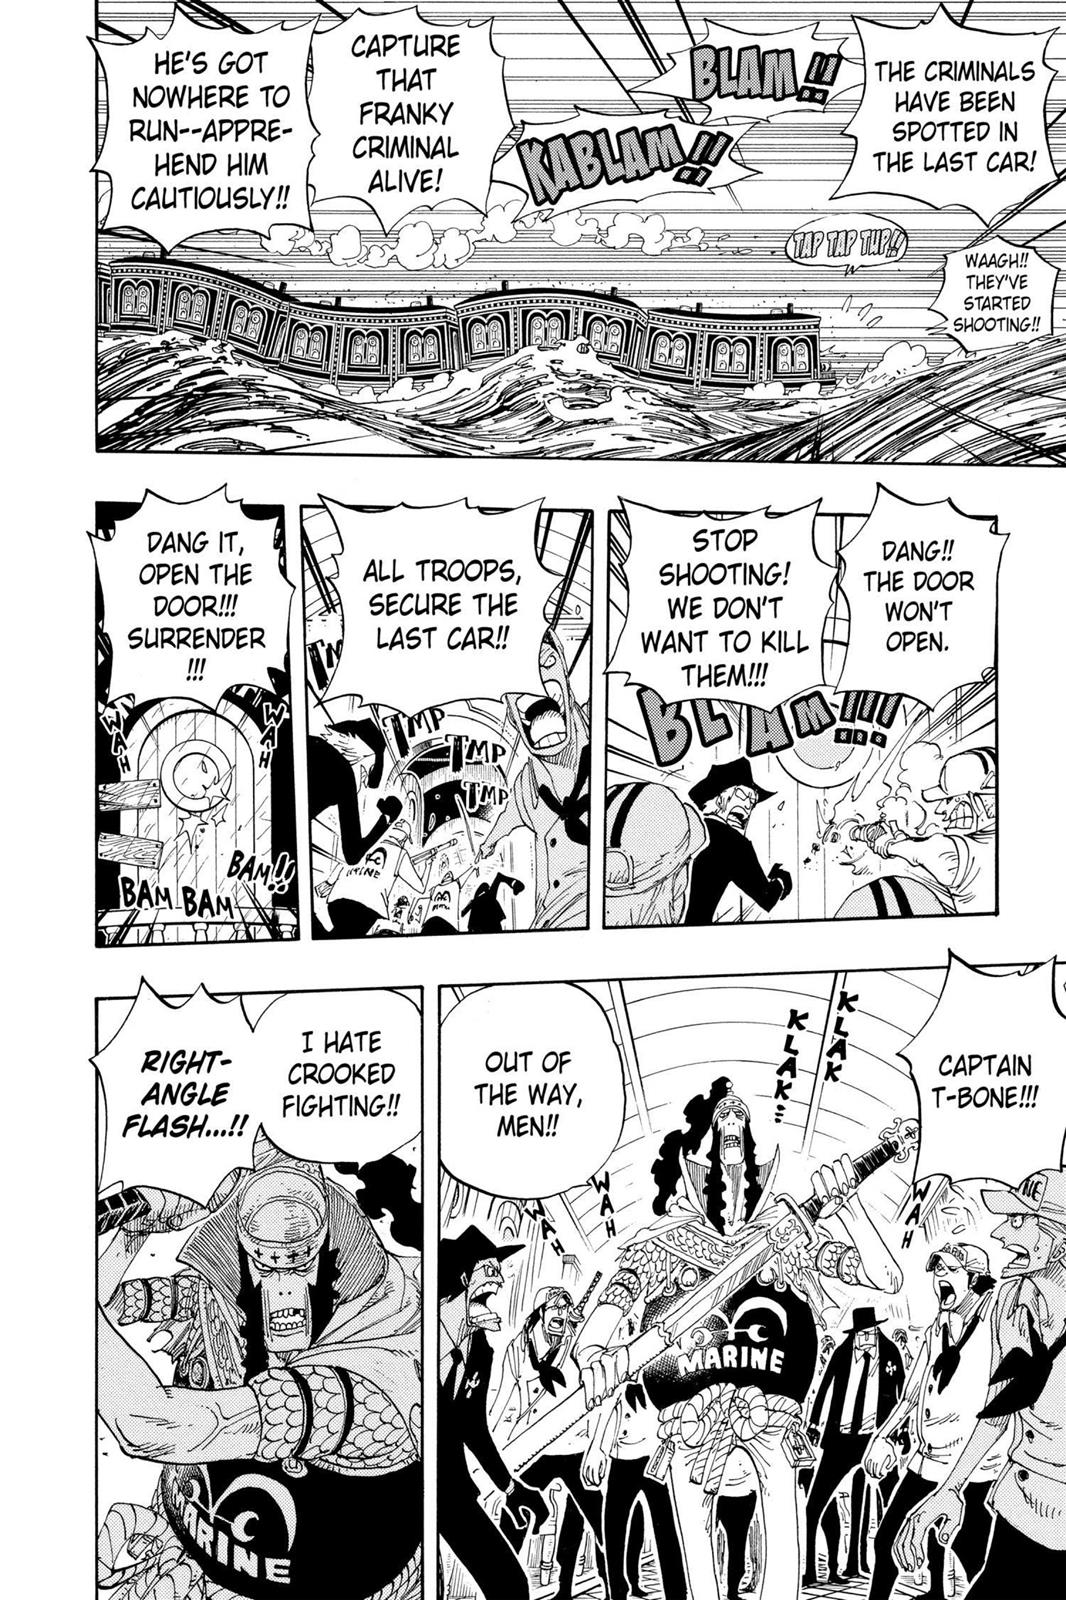 THE CRIMINALS
HAVE BEEN
SPOTTED IN
THE LAST CAR!
BLAM!!
KABLAM!!
CAPTURE
THAT
FRANKY
CRIMINAL
ALIVE!
HE'S GOT
NOWHERE TO
RUN--APPRE-
HEND HIM
CAUTIOUSLY!!
TAP TAP THP!!
WAAGH!!
THEY'VE
STARTED
SHOOTING!!
DANG!!
THE DOOR
WON'T
OPEN.
STOP
SHOOTING!
WE DON'T
WANT TO KILL
THEM!!!
BLAM!!!
ALL TROOPS,
SECURE THE
LAST CAR!!
TMP
TMP
TMP
TMP
MARINE
DANG IT,
OPEN THE
DOOR!!!
SURRENDER
!!!
WAH
WAH
BAM!!
BAM BAM
CAPTAIN
T-BONE!!!
KLAK
KLAK...
OUT OF
THE WAY,
MEN!!
WAH
WAH
WAH
MARINE
I HATE
CROOKED
FIGHTING!!
RIGHT-
ANGLE
FLASH...!!
MARINE